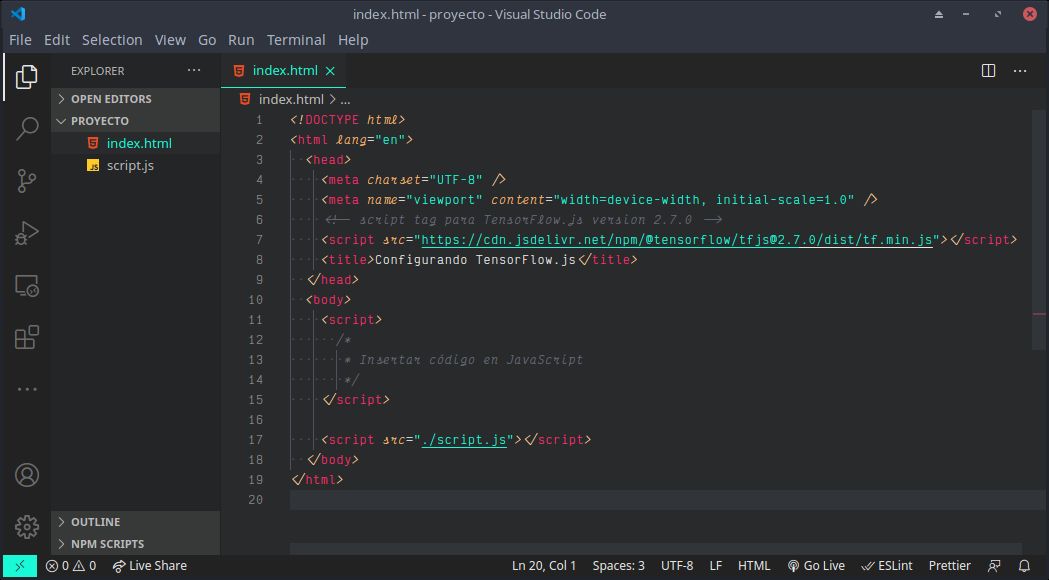 index.html - proyecto - Visual Studio Code
File Edit Selection View Go Run Terminal Help
EXPLORER
OPEN EDITORS
PROYECTO
index.html
JS script.js
OUTLINE
NPM SCRIPTS
index.html
index.html > ...
1 <!DOCTYPE html>
2 <html lang="en">
3 <head>
4 <meta charset="UTF-8" />
5 <meta name="viewport" content="width=device-width, initial-scale=1.0" />
6 <!-- script tag para TensorFlow.js version 2.7.0 -->
7 <script src="https://cdn.jsdelivr.net/npm/@tensorflow/tfjs@2.7.0/dist/tf.min.js"></script>
8 <title>Configurando TensorFlow.js</title>
9 </head>
10 <body>
11 <script>
12 /*
13 * Insertar código en JavaScript
14 */
15 </script>
16
17 <script src="./script.js"></script>
18 </body>
19 </html>
20
0 0 Live Share Ln 20, Col 1 Spaces: 3 UTF-8 LF HTML Go Live ESLint Prettier